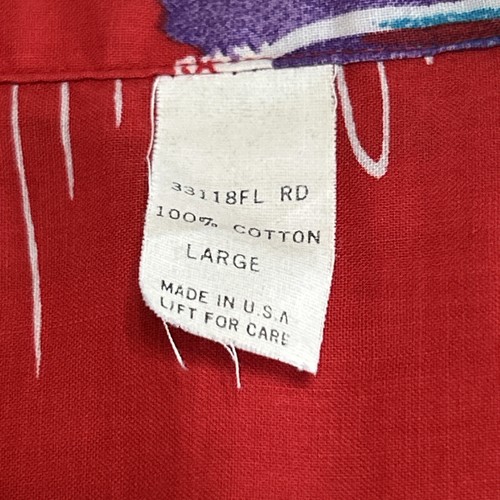 33118FL RD
100% COTTON
LARGE
MADE IN U.S.A
LIFT FOR CARE